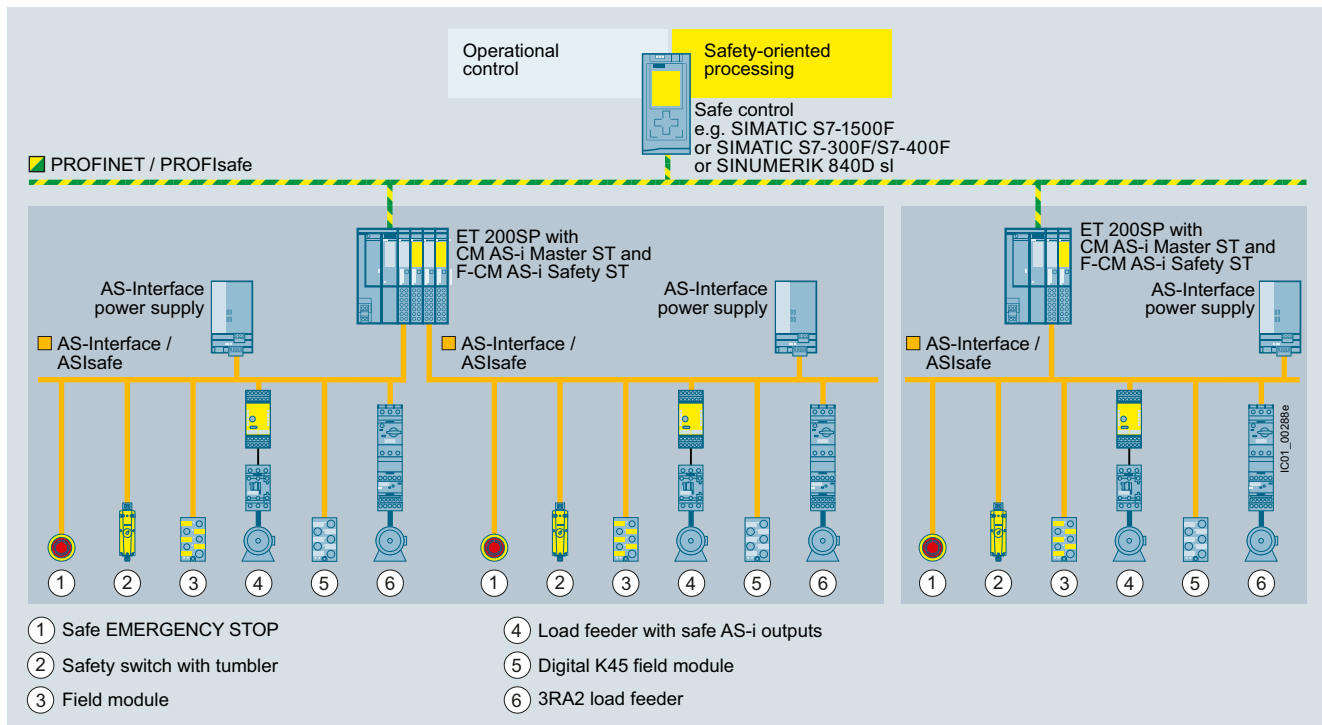 Operational
control
Safety-oriented
processing
Safe control
e.g. SIMATIC S7-1500F
or SIMATIC S7-300F/S7-400F
or SINUMERIK 840D sl
PROFINET / PROFIsafe
ET 200SP with
CM AS-i Master ST and
F-CM AS-i Safety ST
AS-Interface
power supply
AS-Interface /
ASIsafe
AS-Interface
power supply
AS-Interface /
ASIsafe
ET 200SP with
CM AS-i Master ST and
F-CM AS-i Safety ST
AS-Interface
power supply
AS-Interface /
ASIsafe
IC01_00288e
1 2 3 4 5 6
1 2 3 4 5 6
1 2 3 4 5 6
1 Safe EMERGENCY STOP
2 Safety switch with tumbler
3 Field module
4 Load feeder with safe AS-i outputs
5 Digital K45 field module
6 3RA2 load feeder